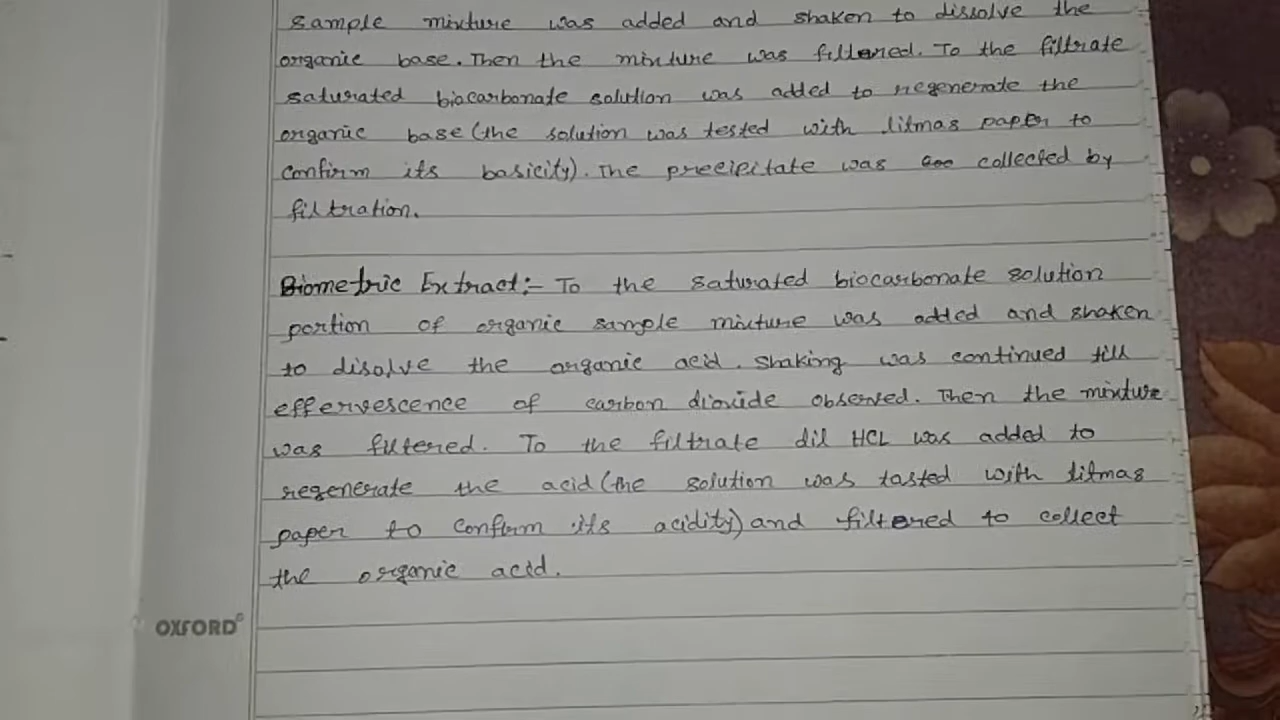 sample mixture was added and shaken to dissolve the
organic base. Then the mixture was filtered. To the filtrate
saturated biocarbonate solution was added to regenerate the
organic base (the solution was tested with litmas paper to
confirm its basicity). The precipitate was collected by
filtration.
Biometric Extract:- To the saturated biocarbonate solution
portion of organic sample mixture was added and shaken
to disolve the organic acid. Shaking was continued till
effervescence of carbon dioxide observed. Then the mixture
was filtered. To the filtrate dil HCL was added to
regenerate the acid (the solution was tasted with litmas
paper to confirm its acidity) and filtered to collect
the organic acid.
OXFORD